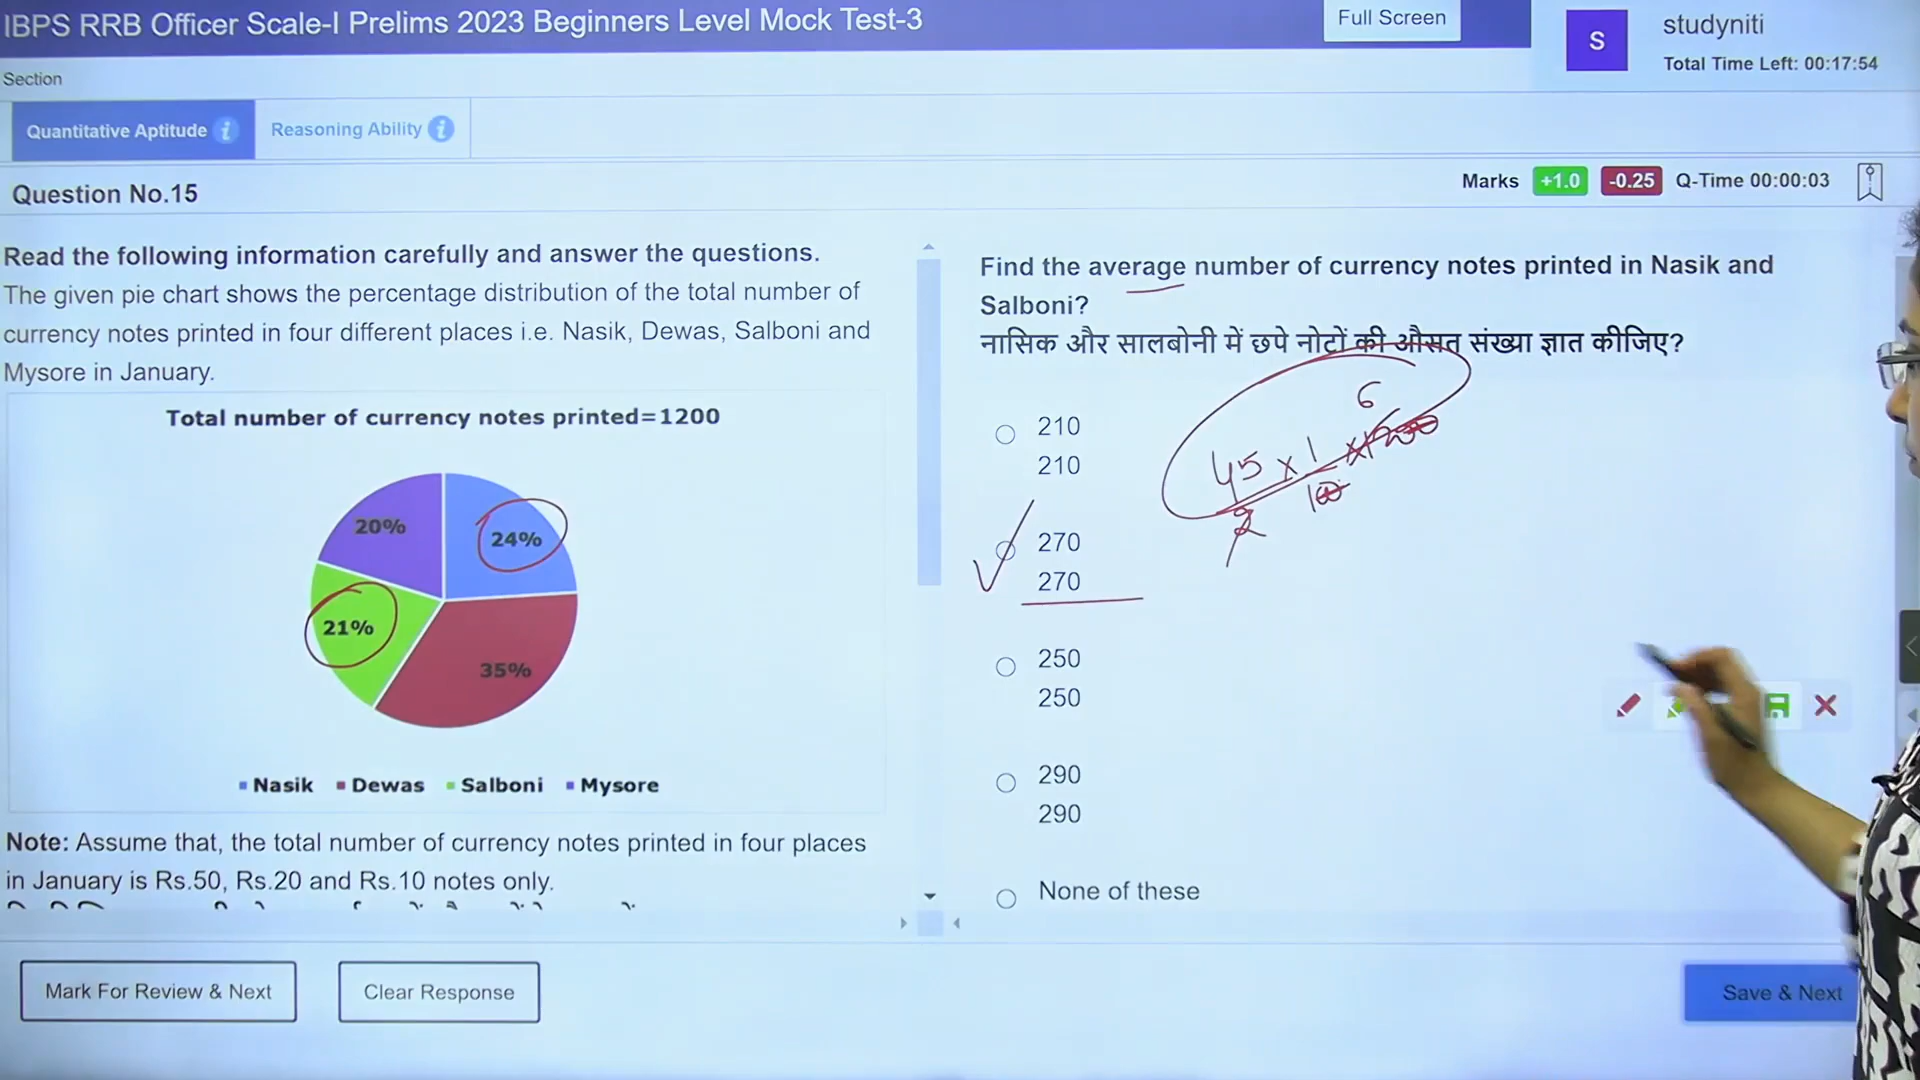 IBPS RRB Officer Scale-I Prelims 2023 Beginners Level Mock Test-3
Full Screen
S
studyniti
Total Time Left: 00:17:54
Section
Quantitative Aptitude i
Reasoning Ability i
Question No.15
Marks +1.0 -0.25 Q-Time 00:00:03
Read the following information carefully and answer the questions.
The given pie chart shows the percentage distribution of the total number of
currency notes printed in four different places i.e. Nasik, Dewas, Salboni and
Mysore in January.
Total number of currency notes printed=1200
20%
24%
21%
35%
Nasik Dewas Salboni Mysore
Note: Assume that, the total number of currency notes printed in four places
in January is Rs.50, Rs.20 and Rs.10 notes only.
Find the average number of currency notes printed in Nasik and
Salboni?
नासिक और सालबोनी में छपे नोटों की औसत संख्या ज्ञात कीजिए?
6
45 x 1 x 1200
2 100
210
210
270
270
250
250
290
290
None of these
Mark For Review & Next
Clear Response
Save & Next